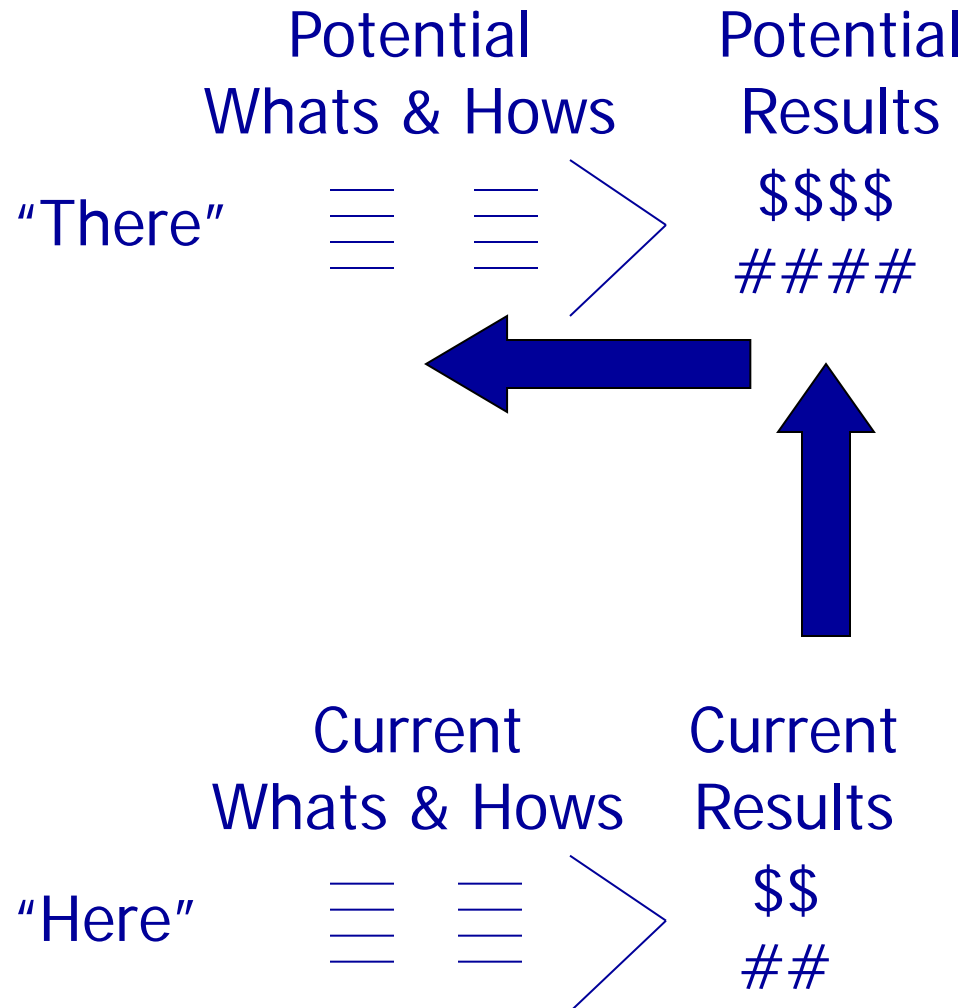 Potential
Whats & Hows
Potential
Results
"There"
$$$$
####
Current
Whats & Hows
Current
Results
"Here"
$$
##